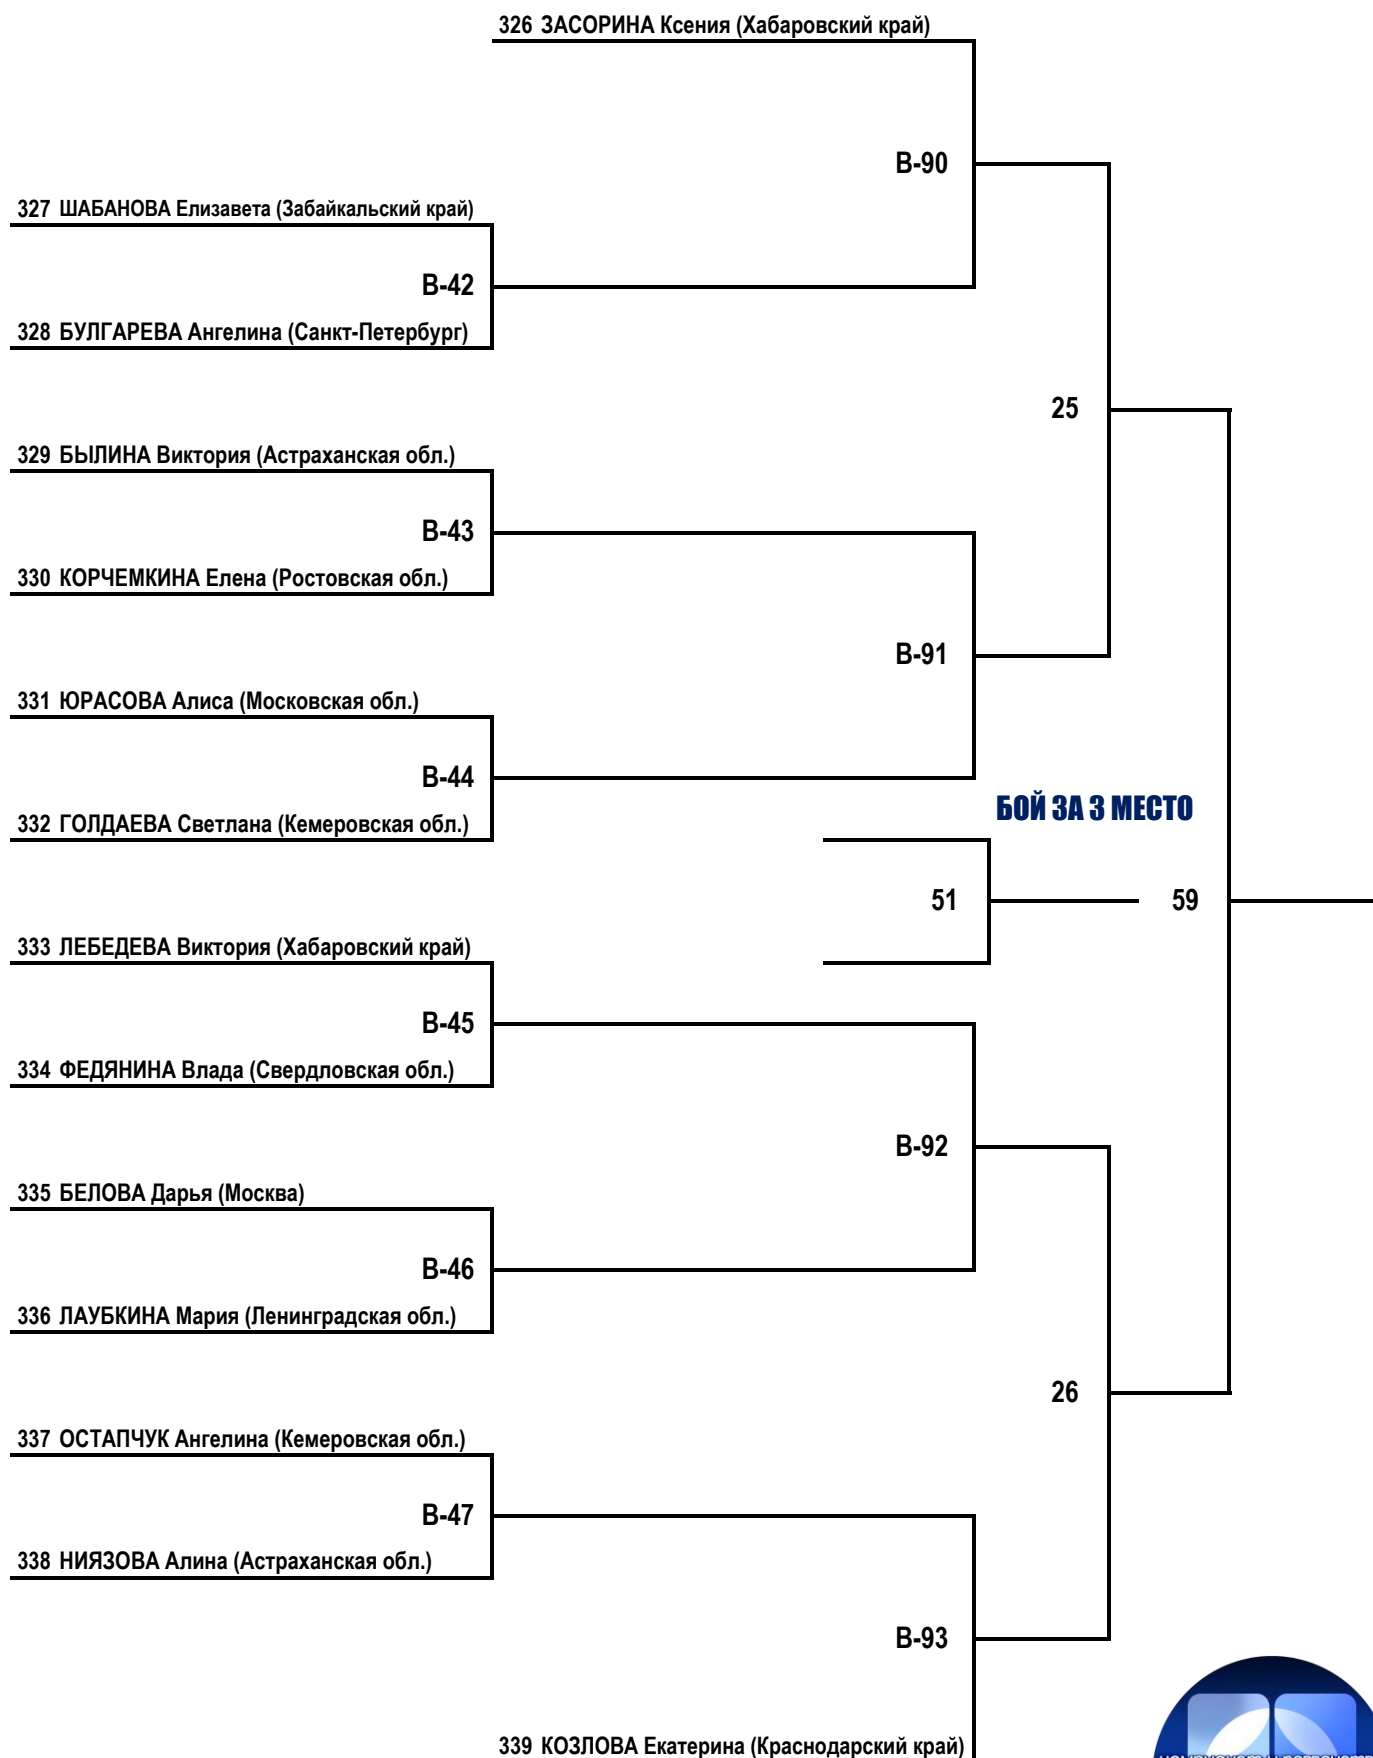 326 ЗАСОРИНА Ксения (Хабаровский край)
В-90
327 ШАБАНОВА Елизавета (Забайкальский край)
В-42
328 БУЛГАРЕВА Ангелина (Санкт-Петербург)
25
329 БЫЛИНА Виктория (Астраханская обл.)
В-43
330 КОРЧЕМКИНА Елена (Ростовская обл.)
В-91
331 ЮРАСОВА Алиса (Московская обл.)
В-44
БОЙ ЗА 3 МЕСТО
332 ГОЛДАЕВА Светлана (Кемеровская обл.)
51 59
333 ЛЕБЕДЕВА Виктория (Хабаровский край)
В-45
334 ФЕДЯНИНА Влада (Свердловская обл.)
В-92
335 БЕЛОВА Дарья (Москва)
В-46
336 ЛАУБКИНА Мария (Ленинградская обл.)
26
337 ОСТАПЧУК Ангелина (Кемеровская обл.)
В-47
338 НИЯЗОВА Алина (Астраханская обл.)
В-93
339 КОЗЛОВА Екатерина (Краснодарский край)